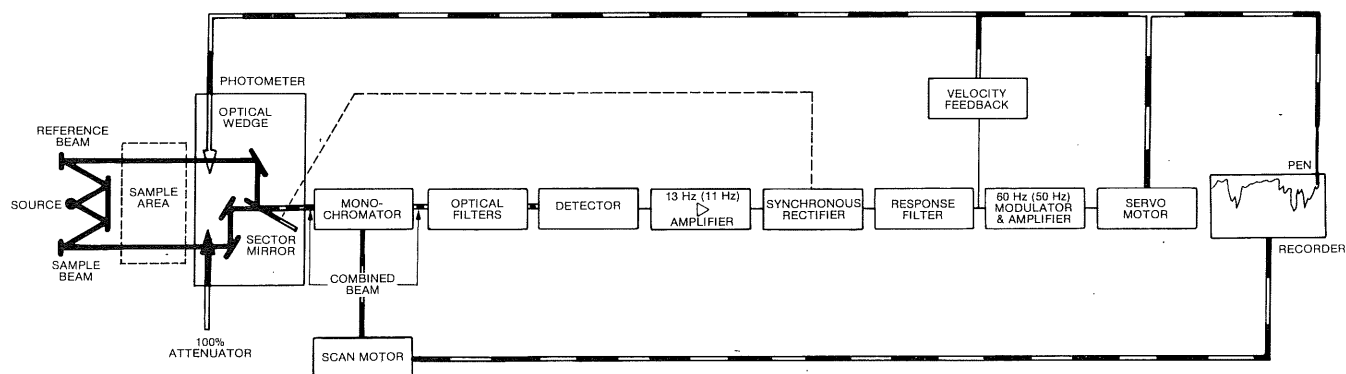 PHOTOMETER
OPTICAL
WEDGE
REFERENCE
BEAM
SAMPLE
AREA
SOURCE
SAMPLE
BEAM
SECTOR
MIRROR
100%
ATTENUATOR
MONO-
CHROMATOR
COMBINED
BEAM
SCAN MOTOR
OPTICAL
FILTERS
DETECTOR
13 Hz (11 Hz)
AMPLIFIER
SYNCHRONOUS
RECTIFIER
RESPONSE
FILTER
VELOCITY
FEEDBACK
60 Hz (50 Hz)
MODULATOR
& AMPLIFIER
SERVO
MOTOR
PEN
RECORDER